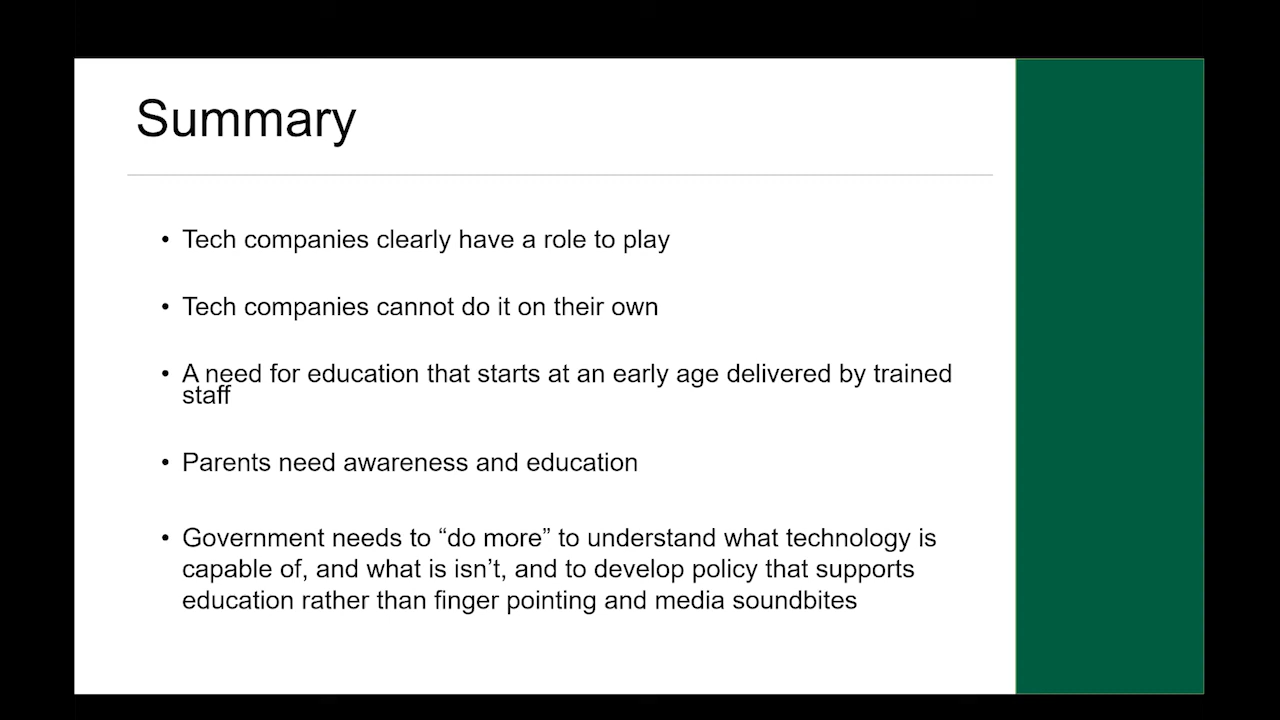 Summary
• Tech companies clearly have a role to play
• Tech companies cannot do it on their own
• A need for education that starts at an early age delivered by trained
staff
• Parents need awareness and education
• Government needs to “do more” to understand what technology is
capable of, and what is isn’t, and to develop policy that supports
education rather than finger pointing and media soundbites